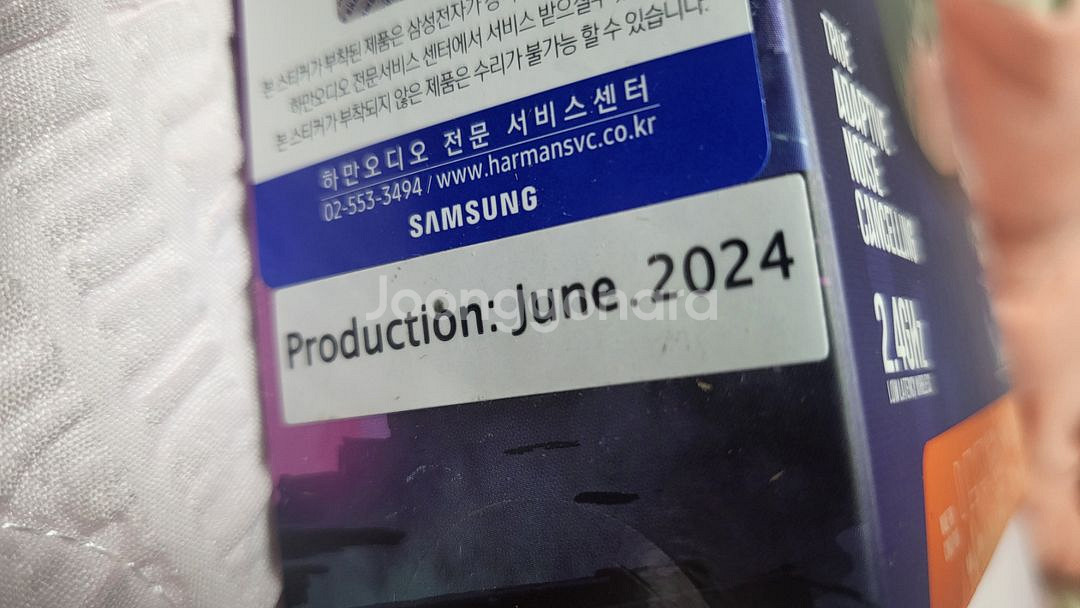 본 스티커가 부착된 제품은 삼성전자가
하만오디오 전문서비스 센터에서 서비스 받으실
본 스티커가 부착되지 않은 제품은 수리가 불가능 할 수 있습니다.
하만오디오 전문 서비스센터
02-553-3494 / www.harmansvc.co.kr
SAMSUNG
Production: June.2024
Joonggonara
TRUE
ADAPTIVE
NOISE
CANCELLING
2.4GHz
LOW LATENCY WIRELESS